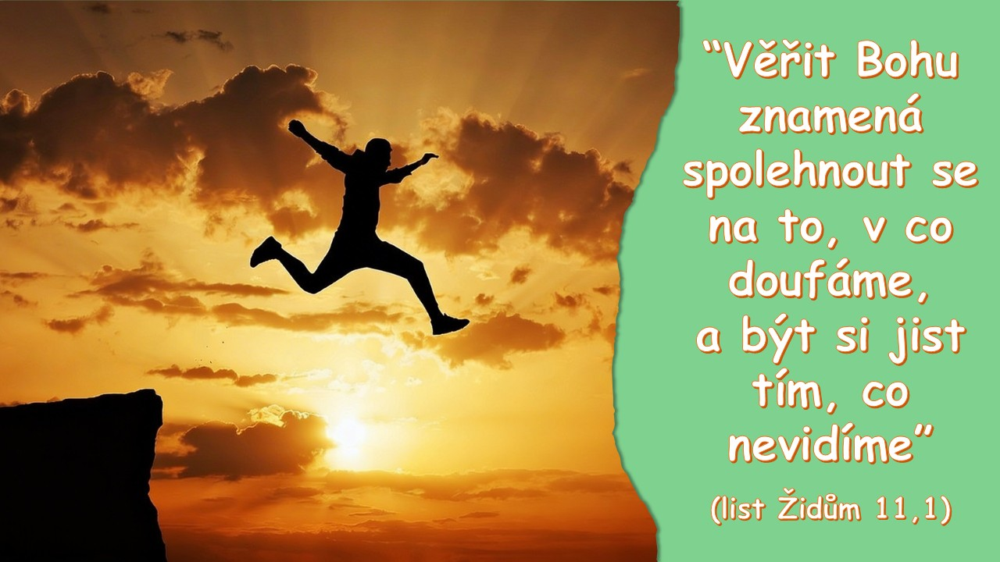 “Věřit Bohu
znamená
spolehnout se
na to, v co
doufáme,
a být si jist
tím, co
nevidíme”
(list Židům 11,1)